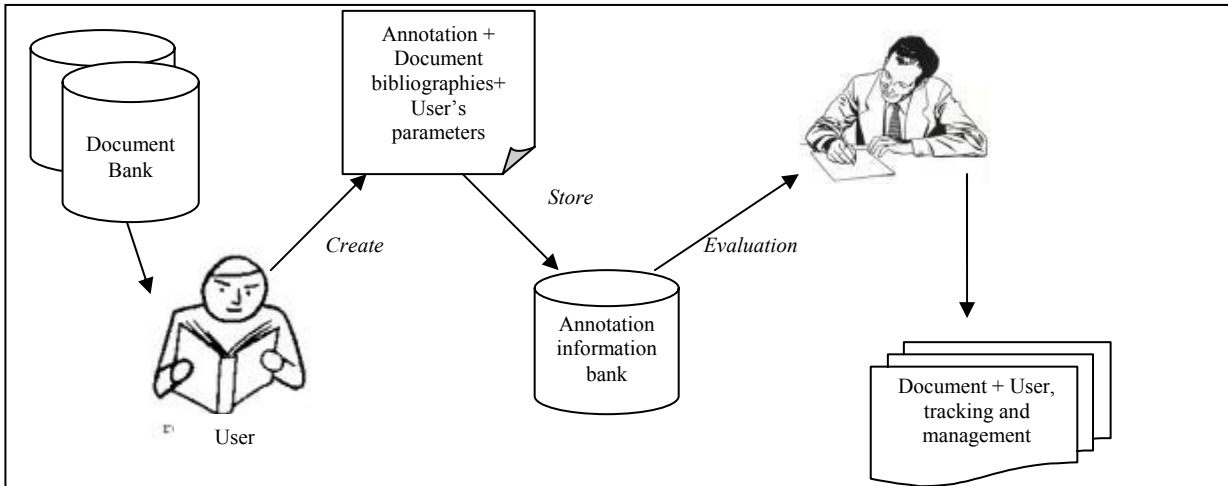 Document
Bank
User
Create
Annotation +
Document
bibliographies+
User's
parameters
Store
Annotation
information
bank
Evaluation
Document + User,
tracking and
management